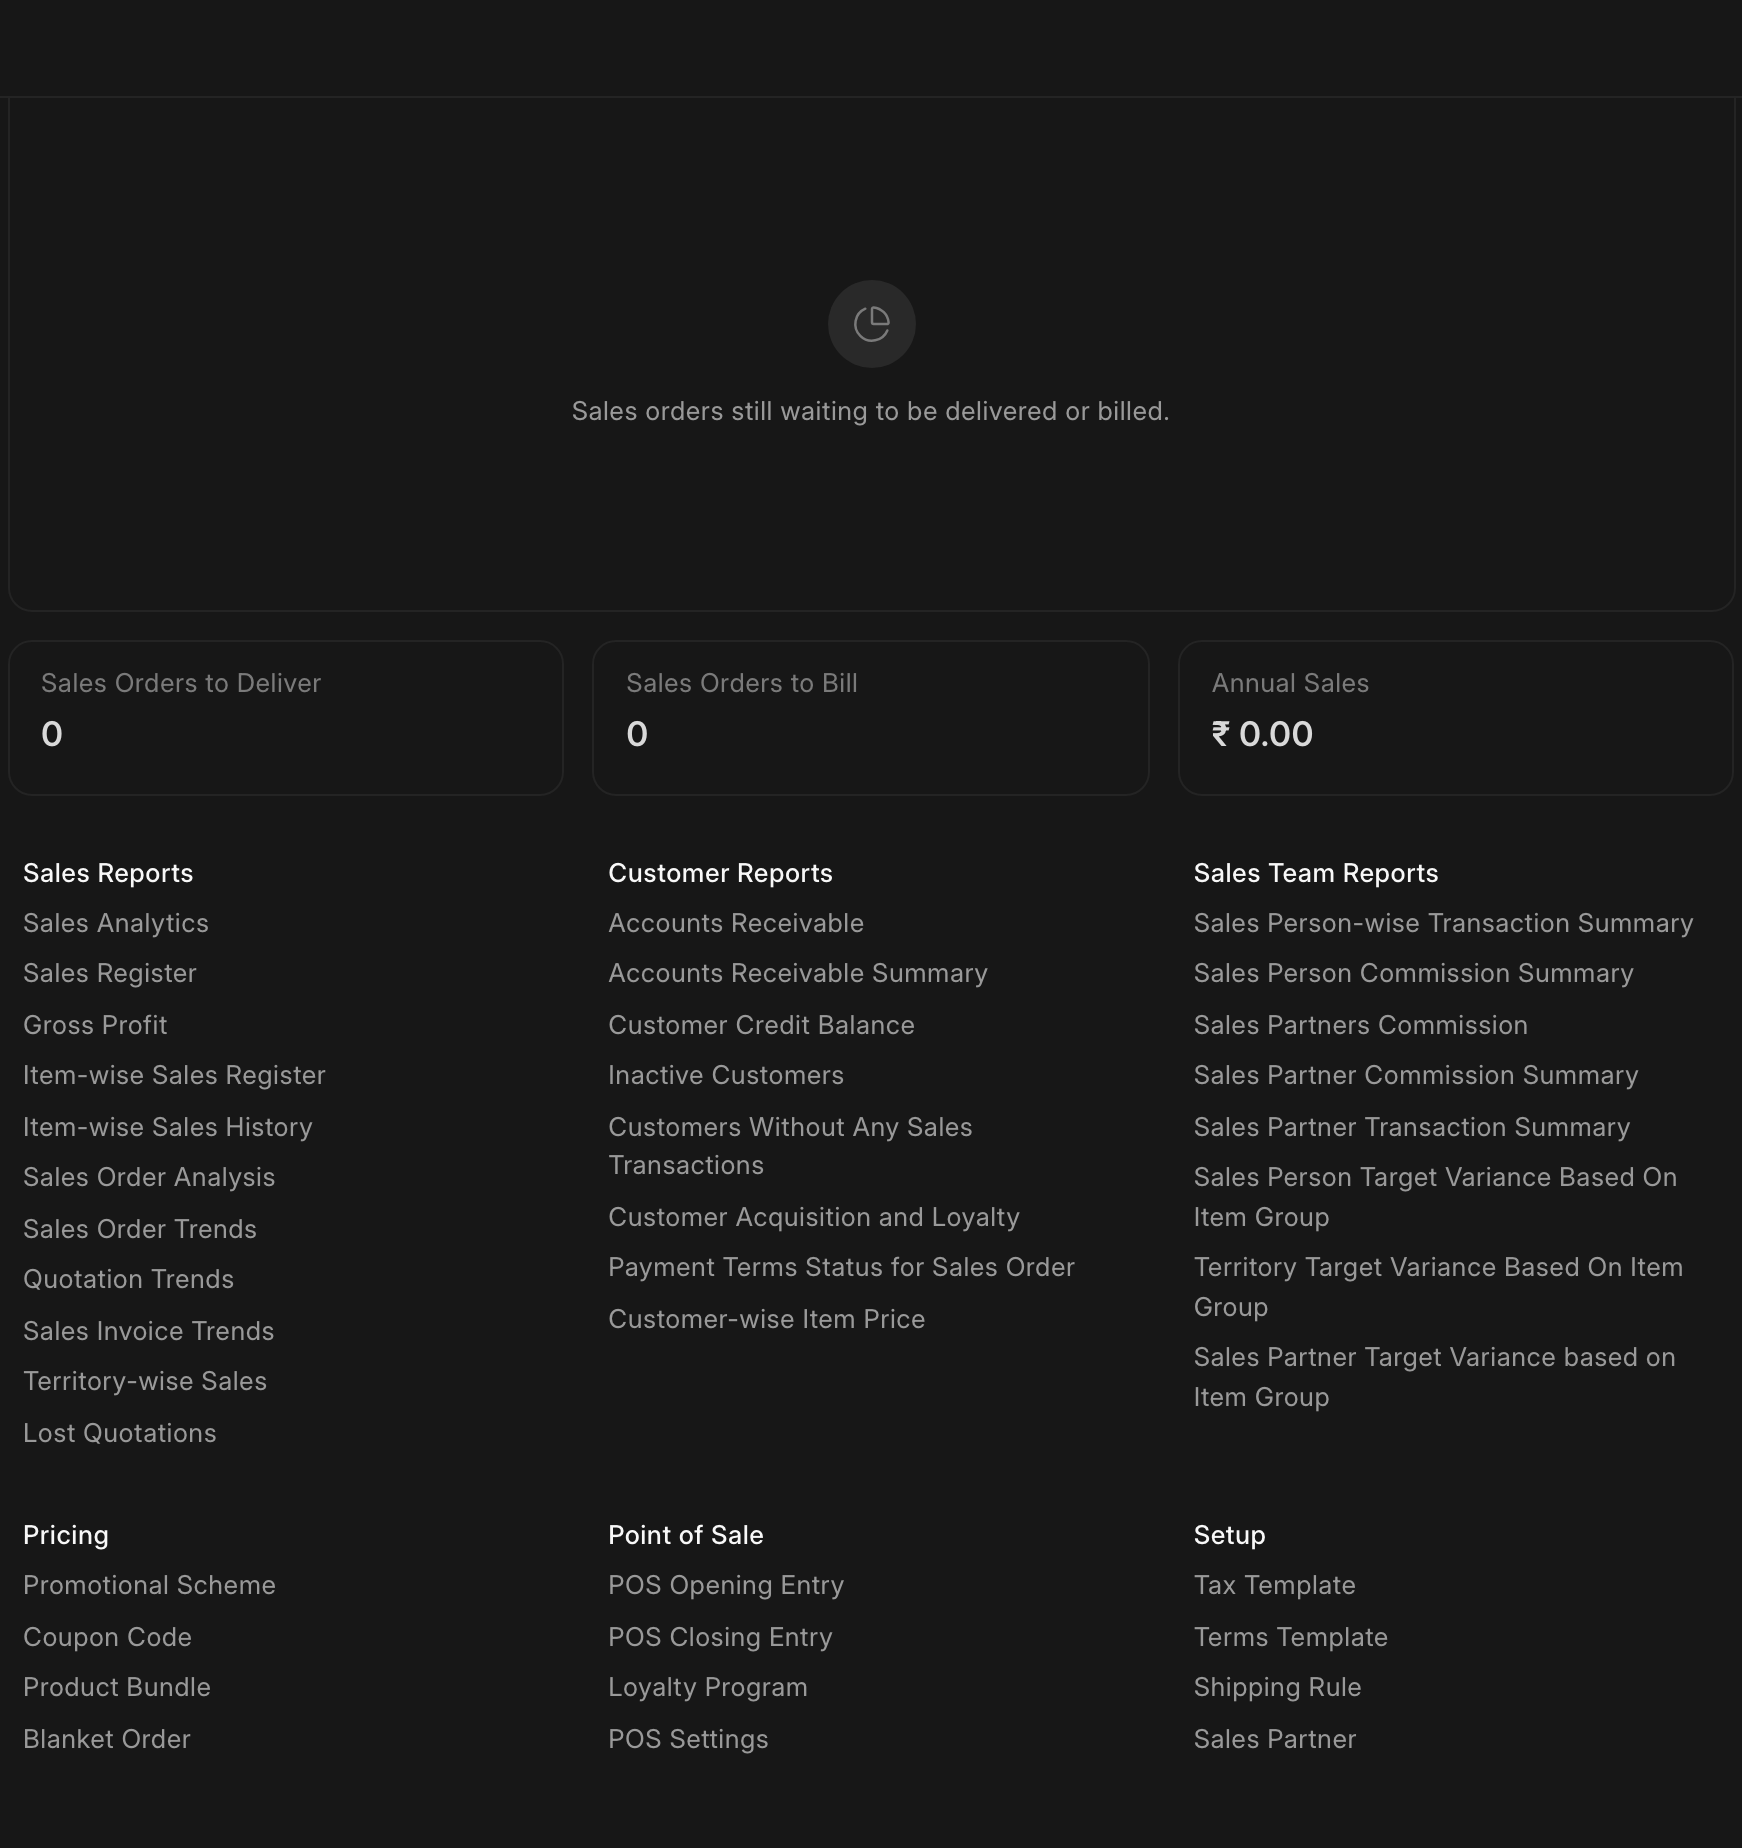 Sales orders still waiting to be delivered or billed.
Sales Orders to Deliver
0
Sales Orders to Bill
0
Annual Sales
₹ 0.00
Sales Reports
Sales Analytics
Sales Register
Gross Profit
Item-wise Sales Register
Item-wise Sales History
Sales Order Analysis
Sales Order Trends
Quotation Trends
Sales Invoice Trends
Territory-wise Sales
Lost Quotations
Customer Reports
Accounts Receivable
Accounts Receivable Summary
Customer Credit Balance
Inactive Customers
Customers Without Any Sales
Transactions
Customer Acquisition and Loyalty
Payment Terms Status for Sales Order
Customer-wise Item Price
Sales Team Reports
Sales Person-wise Transaction Summary
Sales Person Commission Summary
Sales Partners Commission
Sales Partner Commission Summary
Sales Partner Transaction Summary
Sales Person Target Variance Based On
Item Group
Territory Target Variance Based On Item
Group
Sales Partner Target Variance based on
Item Group
Pricing
Promotional Scheme
Coupon Code
Product Bundle
Blanket Order
Point of Sale
POS Opening Entry
POS Closing Entry
Loyalty Program
POS Settings
Setup
Tax Template
Terms Template
Shipping Rule
Sales Partner